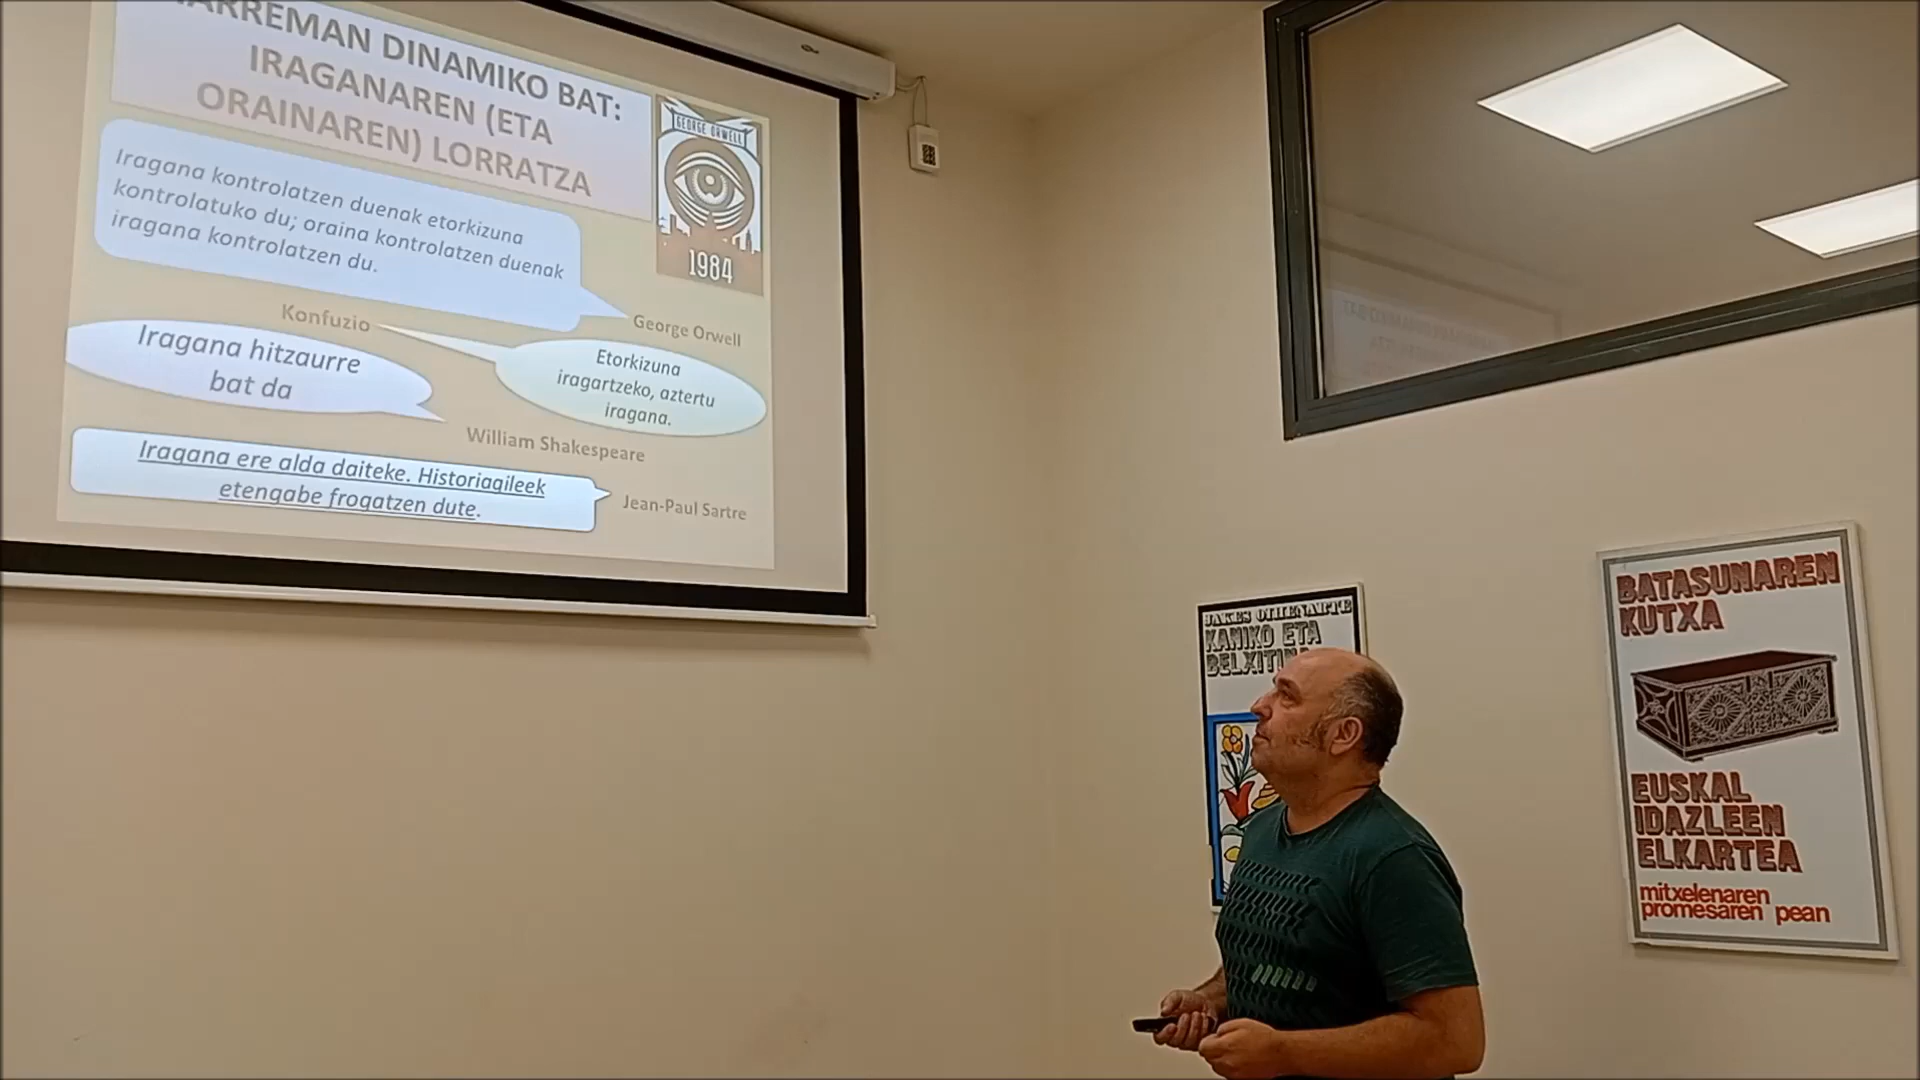 HARREMAN DINAMIKO BAT:
IRAGANAREN (ETA
ORAINAREN) LORRATZA
GEORGE ORWELL
1984
Iragana kontrolatzen duenak etorkizuna
kontrolatuko du; oraina kontrolatzen duenak
iragana kontrolatzen du.
George Orwell
Konfuzio
Etorkizuna
iragartzeko, aztertu
iragana.
Iragana hitzaurre
bat da
William Shakespeare
Iragana ere alda daiteke. Historiagileek
etengabe frogatzen dute.
Jean-Paul Sartre
JAKES OIHENARTE
KANIKO ETA
BATASUNAREN
KUTXA
EUSKAL
IDAZLEEN
ELKARTEA
mitxelenaren
promesaren pean